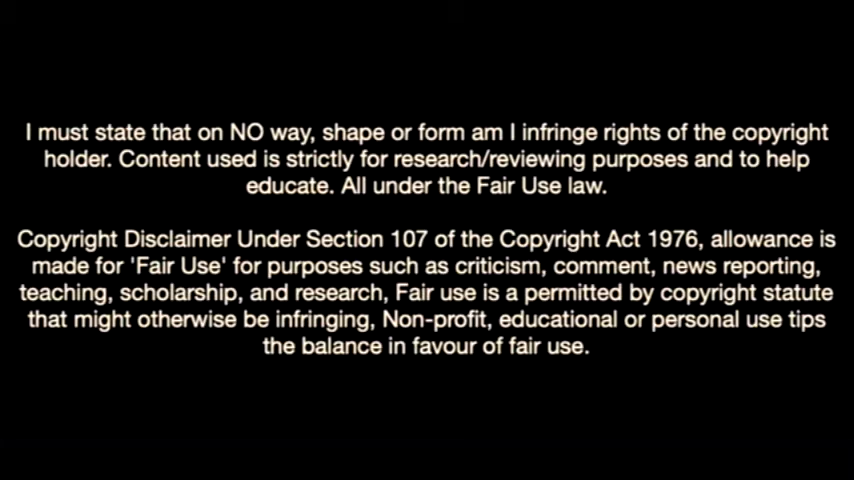 I must state that on NO way, shape or form am I infringe rights of the copyright
holder. Content used is strictly for research/reviewing purposes and to help
educate. All under the Fair Use law.
Copyright Disclaimer Under Section 107 of the Copyright Act 1976, allowance is
made for 'Fair Use' for purposes such as criticism, comment, news reporting,
teaching, scholarship, and research, Fair use is a permitted by copyright statute
that might otherwise be infringing, Non-profit, educational or personal use tips
the balance in favour of fair use.